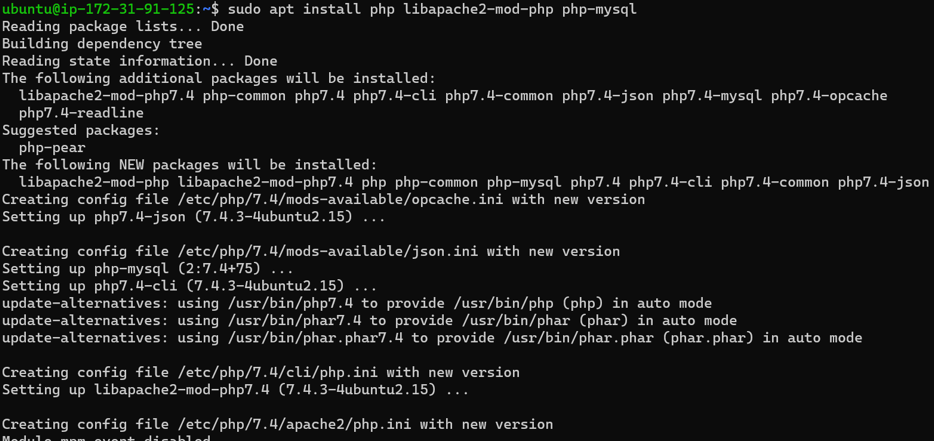 ubuntu@ip-172-31-91-125:~$ sudo apt install php libapache2-mod-php php-mysql
Reading package lists... Done
Building dependency tree
Reading state information... Done
The following additional packages will be installed:
  libapache2-mod-php7.4 php-common php7.4 php7.4-cli php7.4-common php7.4-json php7.4-mysql php7.4-opcache
  php7.4-readline
Suggested packages:
  php-pear
The following NEW packages will be installed:
  libapache2-mod-php libapache2-mod-php7.4 php php-common php-mysql php7.4 php7.4-cli php7.4-common php7.4-json
Creating config file /etc/php/7.4/mods-available/opcache.ini with new version
Setting up php7.4-json (7.4.3-4ubuntu2.15) ...

Creating config file /etc/php/7.4/mods-available/json.ini with new version
Setting up php-mysql (2:7.4+75) ...
Setting up php7.4-cli (7.4.3-4ubuntu2.15) ...
update-alternatives: using /usr/bin/php7.4 to provide /usr/bin/php (php) in auto mode
update-alternatives: using /usr/bin/phar7.4 to provide /usr/bin/phar (phar) in auto mode
update-alternatives: using /usr/bin/phar.phar7.4 to provide /usr/bin/phar.phar (phar.phar) in auto mode

Creating config file /etc/php/7.4/cli/php.ini with new version
Setting up libapache2-mod-php7.4 (7.4.3-4ubuntu2.15) ...

Creating config file /etc/php/7.4/apache2/php.ini with new version
Module mpm_event disabled